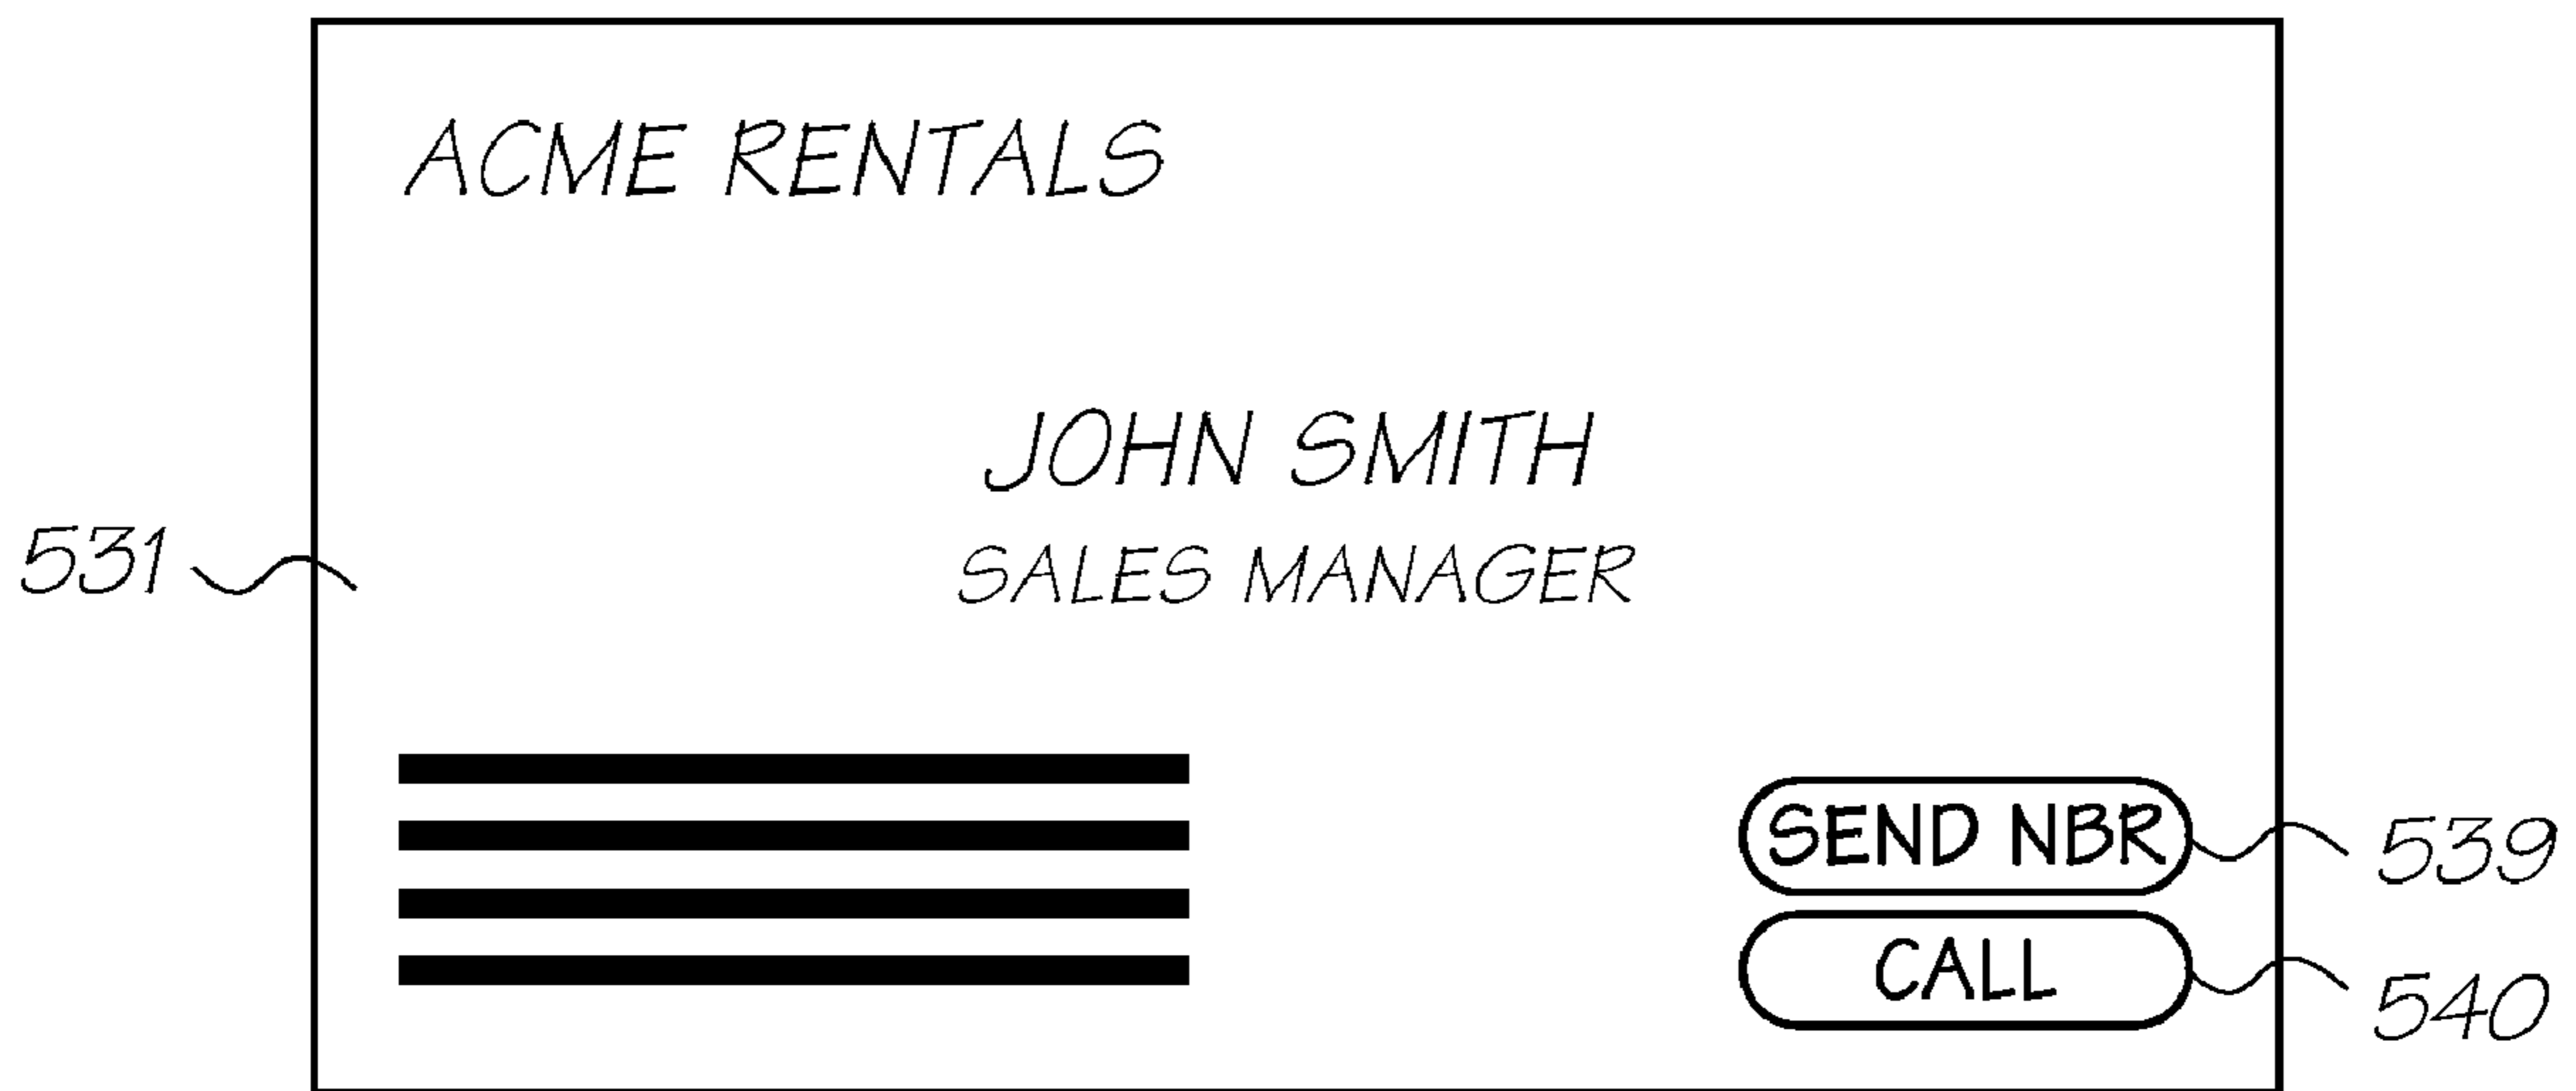 ACME RENTALS
JOHN SMITH
SALES MANAGER
531
SEND NBR
539
CALL
540